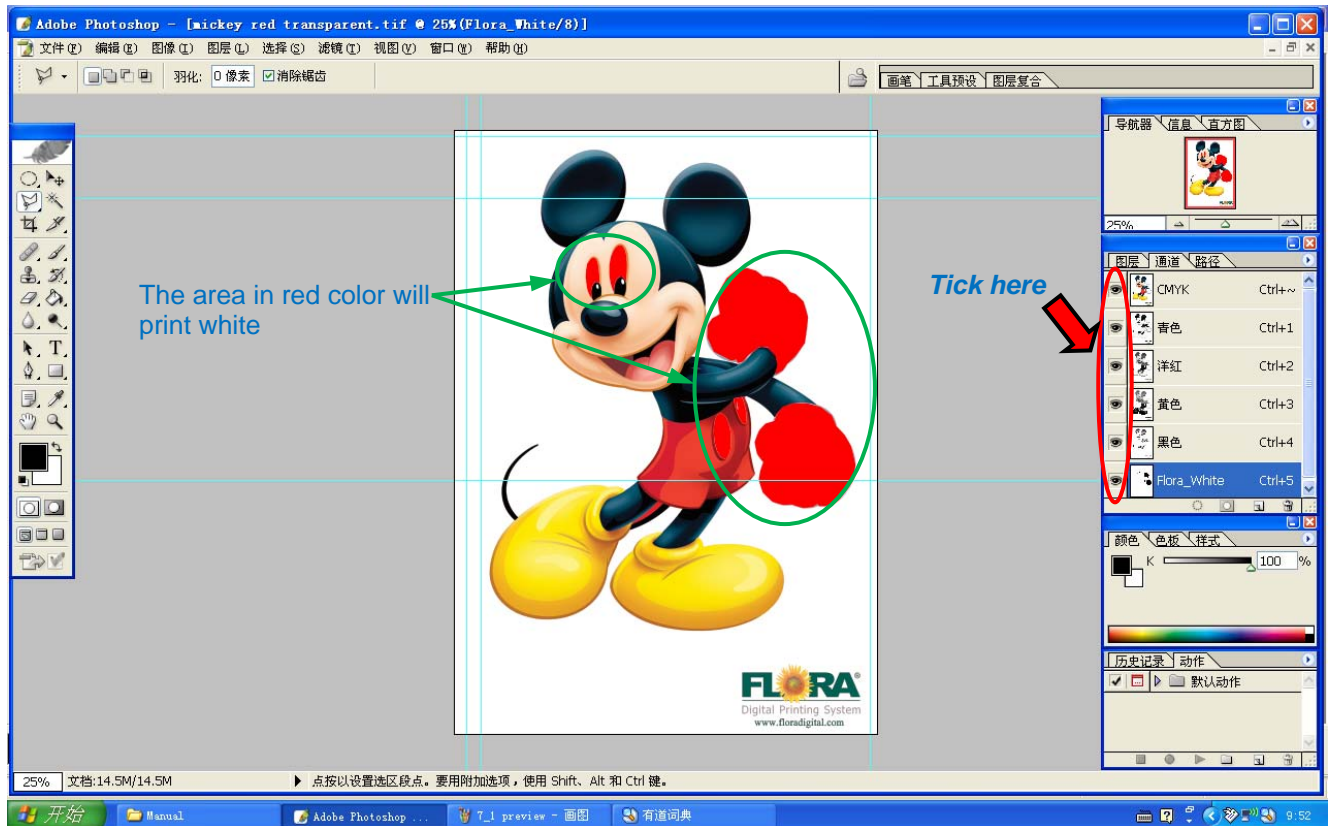 Adobe Photoshop - [mickey red transparent.tif @ 25%(Flora_White/8)]
文件(F) 编辑(E) 图像(I) 图层(L) 选择(S) 滤镜(T) 视图(V) 窗口(W) 帮助(H)
羽化: 0 像素 消除锯齿
画笔 工具预设 图层复合
导航器 信息 直方图
25%
图层 通道 路径
CMYK Ctrl+~
青色 Ctrl+1
洋红 Ctrl+2
黄色 Ctrl+3
黑色 Ctrl+4
Flora_White Ctrl+5
颜色 色板 样式
K 100 %
历史记录 动作
默认动作
The area in red color will
print white
Tick here
FLORA®
Digital Printing System
www.floradigital.com
25% 文档:14.5M/14.5M 点按以设置选区段点。要用附加选项，使用 Shift、Alt 和 Ctrl 键。
开始 Manual Adobe Photoshop ... 7_1 preview - 画图 有道词典 9:52